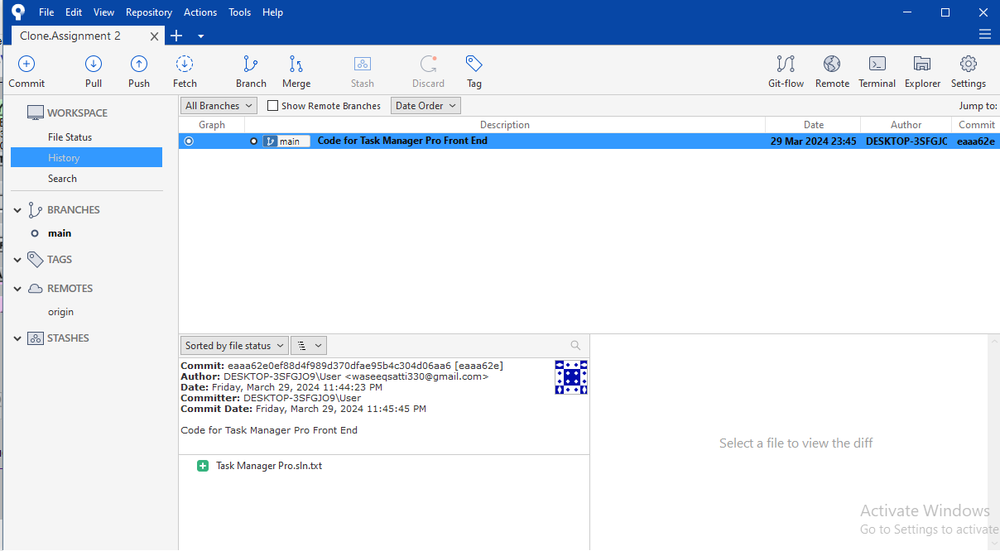 File Edit View Repository Actions Tools Help
Clone.Assignment 2
Commit Pull Push Fetch Branch Merge Stash Discard Tag Git-flow Remote Terminal Explorer Settings
WORKSPACE
File Status
History
Search
BRANCHES
main
TAGS
REMOTES
origin
STASHES
All Branches Show Remote Branches Date Order Jump to:
Graph Description Date Author Commit
main Code for Task Manager Pro Front End 29 Mar 2024 23:45 DESKTOP-3SFGJC eaaa62e
Sorted by file status
Commit: eaaa62e0ef88d4f989d370dfae95b4c304d06aa6 [eaaa62e]
Author: DESKTOP-3SFGJO9\User <waseeqsatti330@gmail.com>
Date: Friday, March 29, 2024 11:44:23 PM
Committer: DESKTOP-3SFGJO9\User
Commit Date: Friday, March 29, 2024 11:45:45 PM
Code for Task Manager Pro Front End
Task Manager Pro.sln.txt
Select a file to view the diff
Activate Windows
Go to Settings to activate